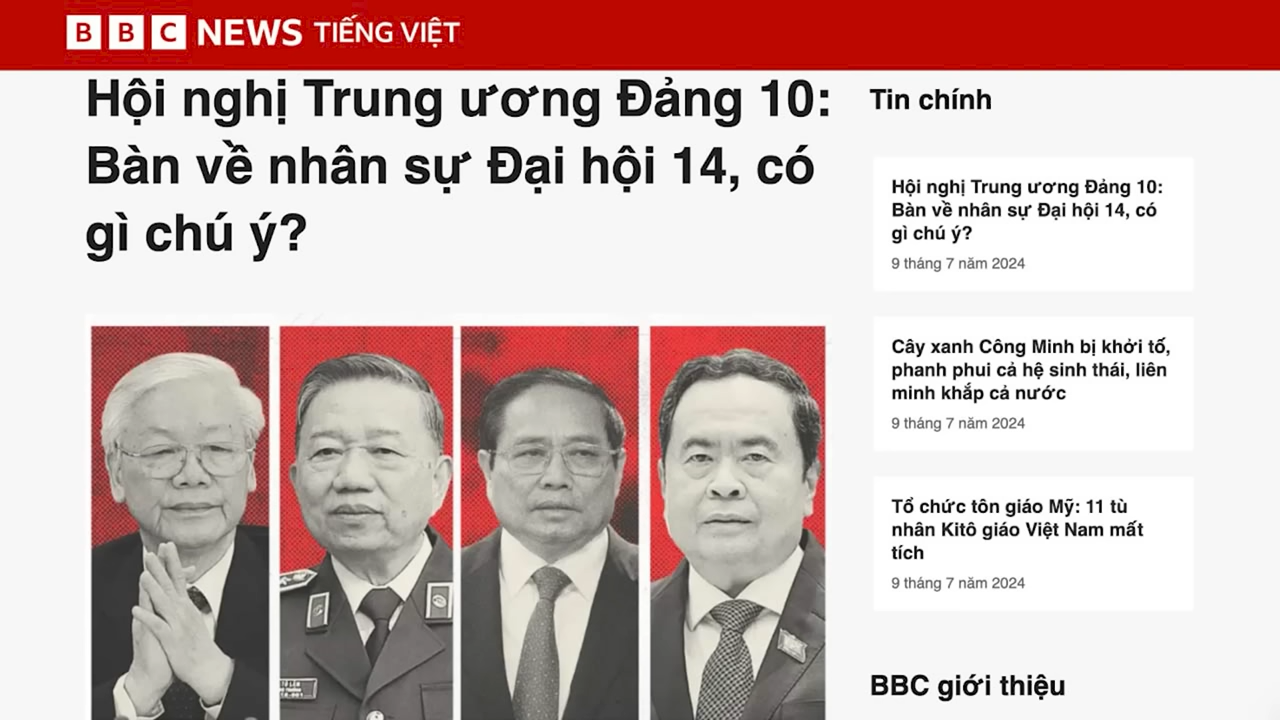 BBC NEWS TIẾNG VIỆT
Hội nghị Trung ương Đảng 10:
Bàn về nhân sự Đại hội 14, có
gì chú ý?
Tin chính
Hội nghị Trung ương Đảng 10:
Bàn về nhân sự Đại hội 14, có
gì chú ý?
9 tháng 7 năm 2024
Cây xanh Công Minh bị khởi tố,
phanh phui cả hệ sinh thái, liên
minh khắp cả nước
9 tháng 7 năm 2024
Tổ chức tôn giáo Mỹ: 11 tù
nhân Kitô giáo Việt Nam mất
tích
9 tháng 7 năm 2024
BBC giới thiệu